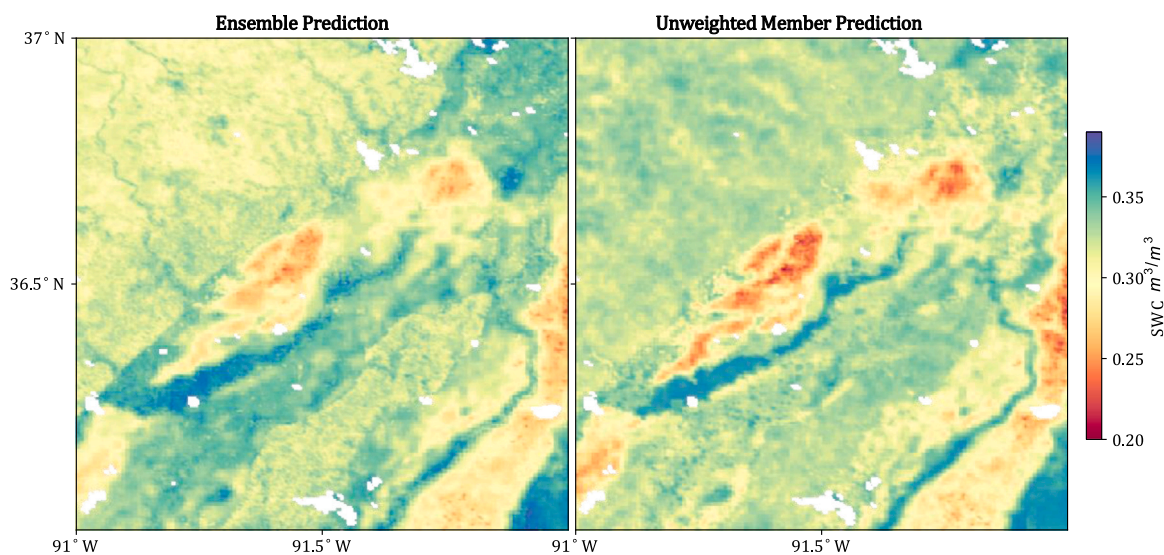 Ensemble Prediction
Unweighted Member Prediction
37° N
36.5° N
91° W
91.5° W
91° W
91.5° W
0.35
0.30
0.25
0.20
SWC m³/m³